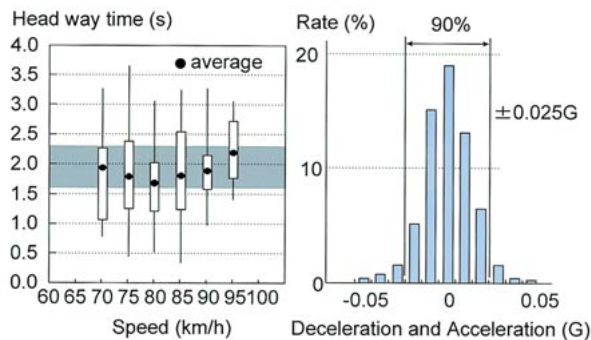 Head way time (s)
4.0
3.5
3.0
2.5
2.0
1.5
1.0
0.5
0.0
● average
60 65 70 75 80 85 90 95 100
Speed (km/h)
Rate (%)
90%
20
10
0
±0.025G
-0.05 0 0.05
Deceleration and Acceleration (G)